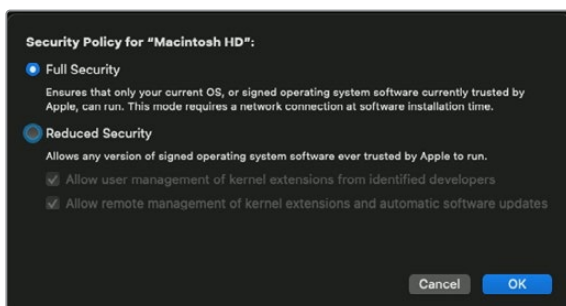 Security Policy for “Macintosh HD”:
Full Security
Ensures that only your current OS, or signed operating system software currently trusted by
Apple, can run. This mode requires a network connection at software installation time.
Reduced Security
Allows any version of signed operating system software ever trusted by Apple to run.
Allow user management of kernel extensions from identified developers
Allow remote management of kernel extensions and automatic software updates
Cancel OK